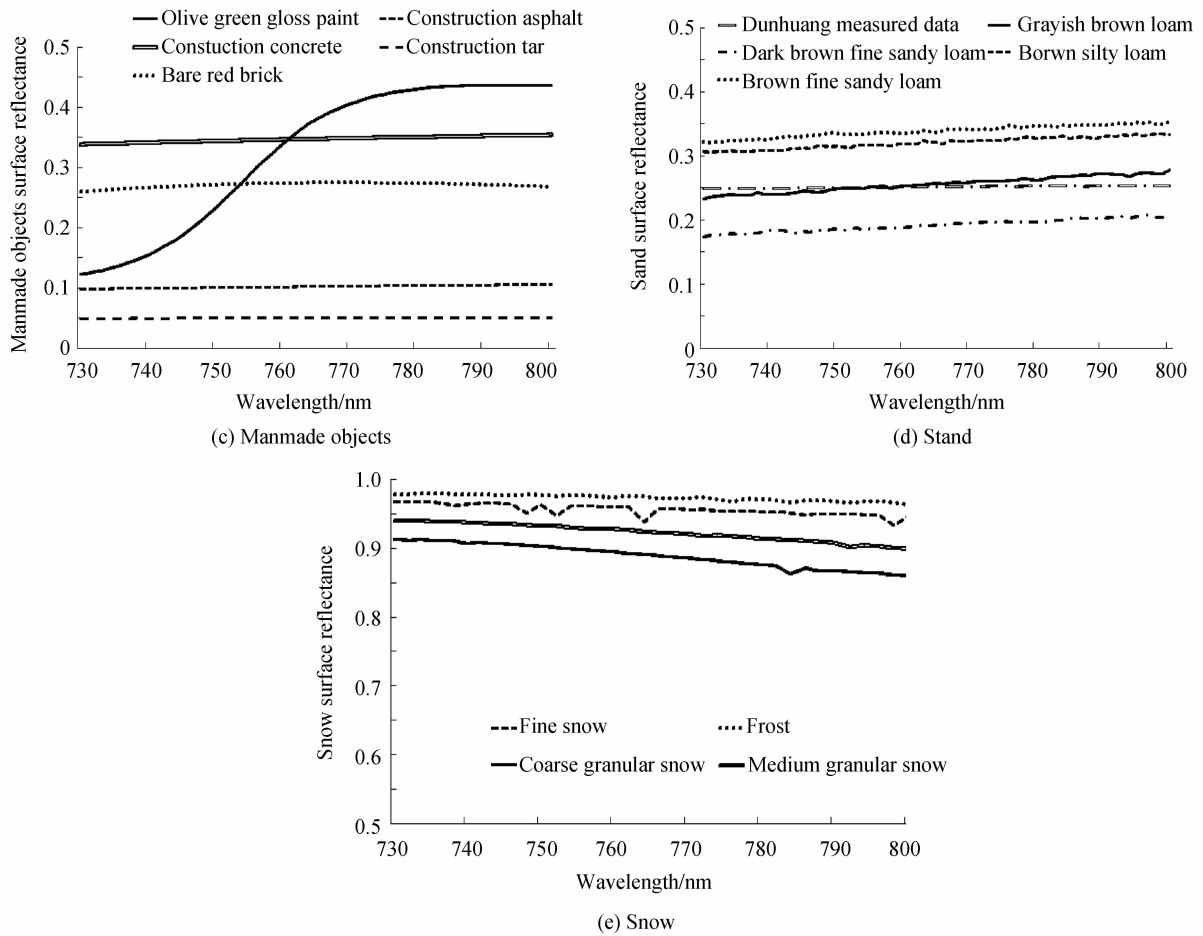 Olive green gloss paint
Construction asphalt
Constuction concrete
Construction tar
Bare red brick
Manmade objects surface reflectance
0.5
0.4
0.3
0.2
0.1
0
730 740 750 760 770 780 790 800
Wavelength/nm
(c) Manmade objects
Dunhuang measured data
Grayish brown loam
Dark brown fine sandy loam
Borwn silty loam
Brown fine sandy loam
Sand surface reflectance
0.5
0.4
0.3
0.2
0.1
0
730 740 750 760 770 780 790 800
Wavelength/nm
(d) Stand
Snow surface reflectance
1.0
0.9
0.8
0.7
0.6
0.5
Fine snow
Frost
Coarse granular snow
Medium granular snow
730 740 750 760 770 780 790 800
Wavelength/nm
(e) Snow